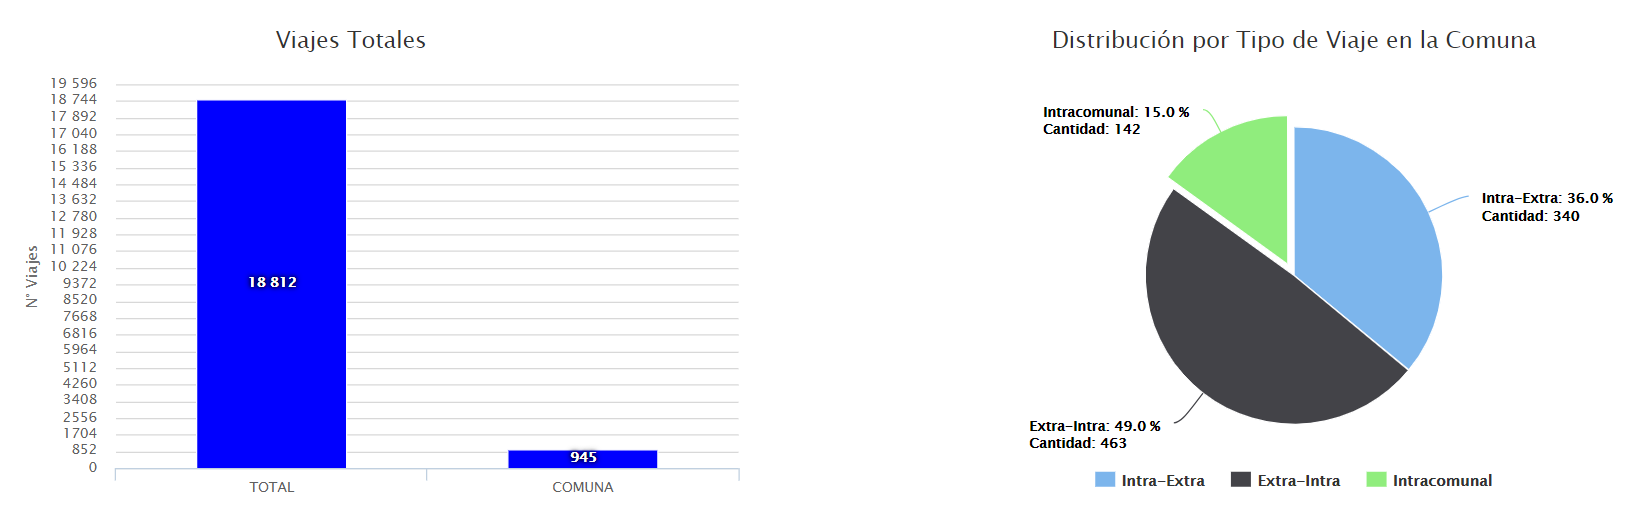 Viajes Totales
N° Viajes
19 596
18 744
17 892
17 040
16 188
15 336
14 484
13 632
12 780
11 928
11 076
10 224
9372
8520
7668
6816
5964
5112
4260
3408
2556
1704
852
0
18 812
945
TOTAL
COMUNA
Distribución por Tipo de Viaje en la Comuna
Intracomunal: 15.0 %
Cantidad: 142
Intra-Extra: 36.0 %
Cantidad: 340
Extra-Intra: 49.0 %
Cantidad: 463
Intra-Extra
Extra-Intra
Intracomunal